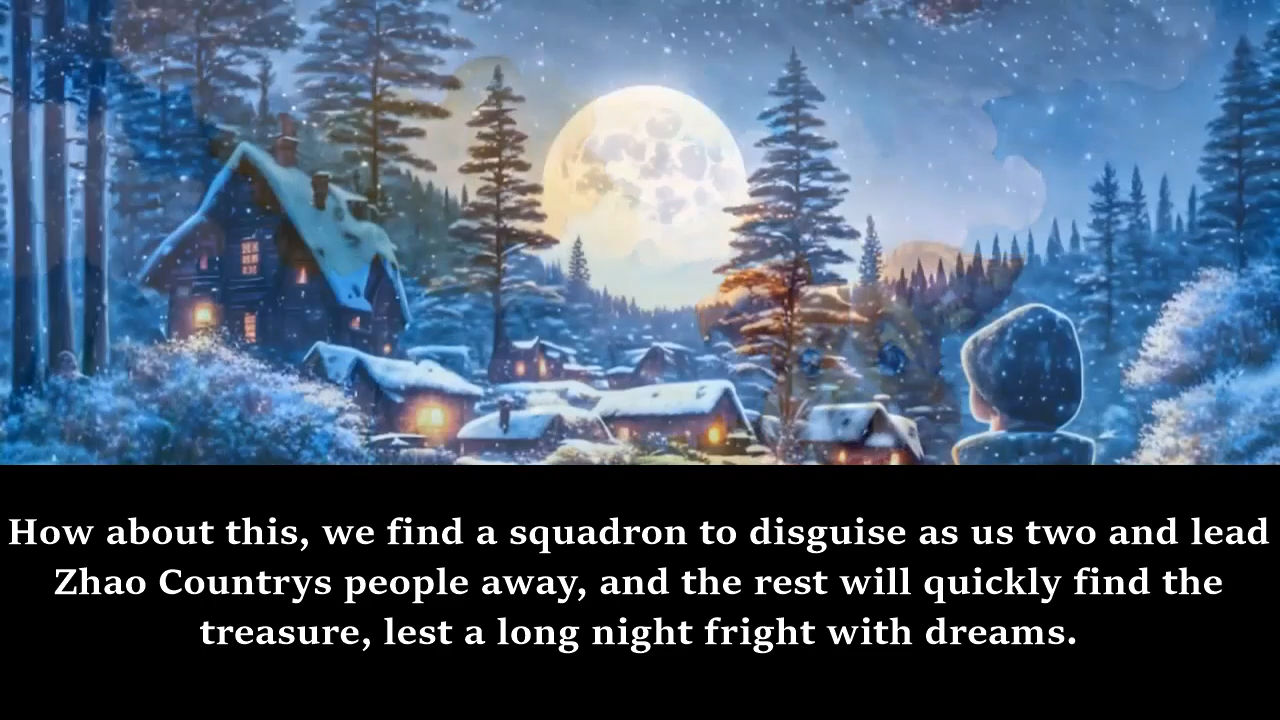 How about this, we find a squadron to disguise as us two and lead
Zhao Countrys people away, and the rest will quickly find the
treasure, lest a long night fright with dreams.